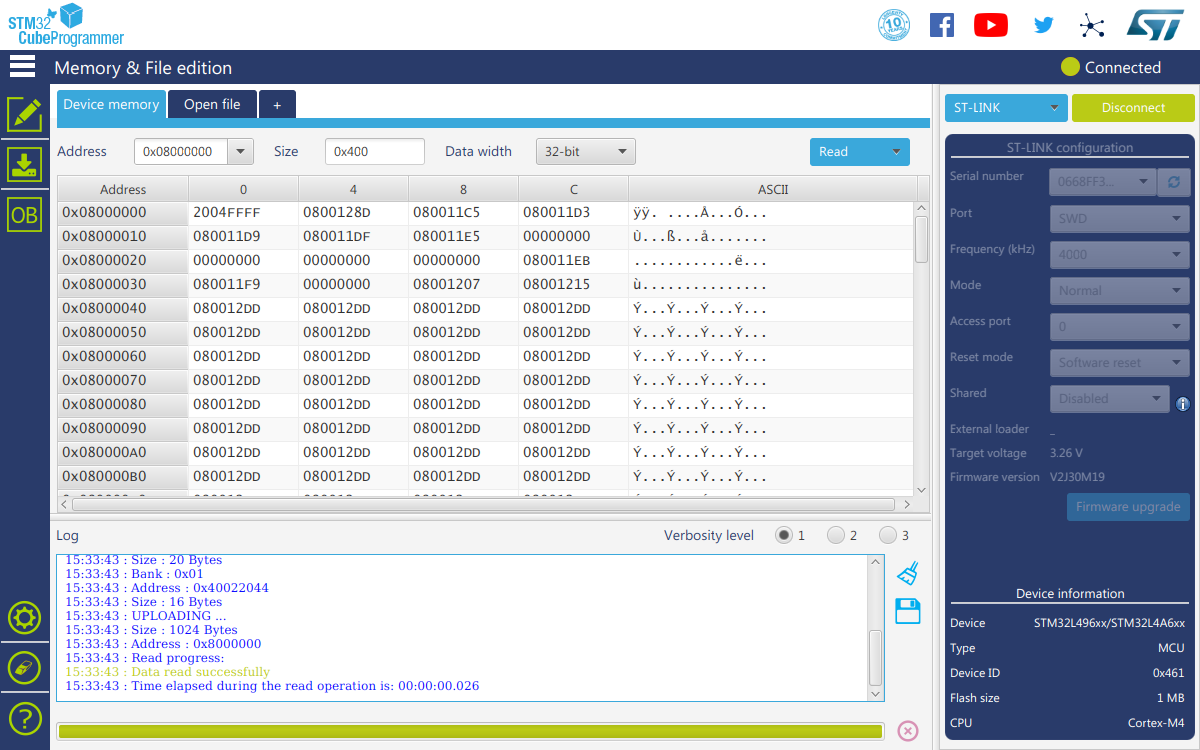 STM32
CubeProgrammer
10 YEARS
Memory & File edition
Connected
Device memory
Open file
+
Address 0x08000000 Size 0x400 Data width 32-bit Read
Address 0 4 8 C ASCII
0x08000000 2004FFFF 0800128D 080011C5 080011D3 ÿÿ. ....Å...Ó...
0x08000010 080011D9 080011DF 080011E5 00000000 Ù...ß...å.......
0x08000020 00000000 00000000 00000000 080011EB ............ë...
0x08000030 080011F9 00000000 08001207 08001215 ù...............
0x08000040 080012DD 080012DD 080012DD 080012DD Ý...Ý...Ý...Ý...
0x08000050 080012DD 080012DD 080012DD 080012DD Ý...Ý...Ý...Ý...
0x08000060 080012DD 080012DD 080012DD 080012DD Ý...Ý...Ý...Ý...
0x08000070 080012DD 080012DD 080012DD 080012DD Ý...Ý...Ý...Ý...
0x08000080 080012DD 080012DD 080012DD 080012DD Ý...Ý...Ý...Ý...
0x08000090 080012DD 080012DD 080012DD 080012DD Ý...Ý...Ý...Ý...
0x080000A0 080012DD 080012DD 080012DD 080012DD Ý...Ý...Ý...Ý...
0x080000B0 080012DD 080012DD 080012DD 080012DD Ý...Ý...Ý...Ý...
OB
Log
Verbosity level 1 2 3
15:33:43 : Size : 20 Bytes
15:33:43 : Bank : 0x01
15:33:43 : Address : 0x40022044
15:33:43 : Size : 16 Bytes
15:33:43 : UPLOADING ...
15:33:43 : Size : 1024 Bytes
15:33:43 : Address : 0x8000000
15:33:43 : Read progress:
15:33:43 : Data read successfully
15:33:43 : Time elapsed during the read operation is: 00:00:00.026
ST-LINK Disconnect
ST-LINK configuration
Serial number 0668FF3...
Port SWD
Frequency (kHz) 4000
Mode Normal
Access port 0
Reset mode Software reset
Shared Disabled
External loader _
Target voltage 3.26 V
Firmware version V2J30M19
Firmware upgrade
Device information
Device STM32L496xx/STM32L4A6xx
Type MCU
Device ID 0x461
Flash size 1 MB
CPU Cortex-M4